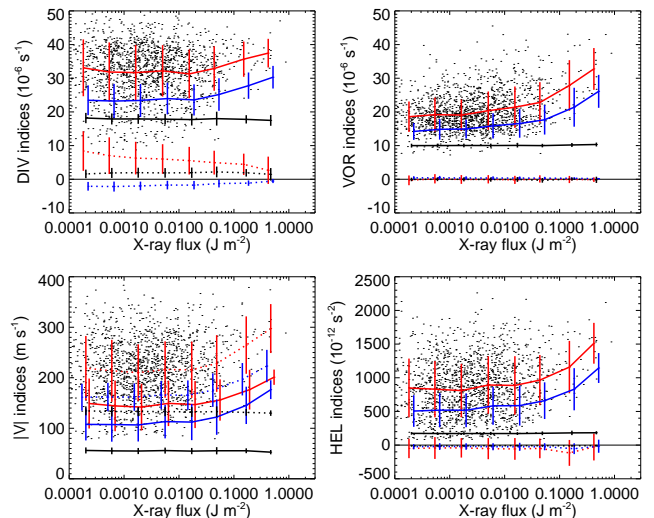 50
40
30
20
10
0
-10
DIV indices (10⁻⁶ s⁻¹)
0.0001 0.0010 0.0100 0.1000 1.0000
X-ray flux (J m⁻²)
50
40
30
20
10
0
-10
VOR indices (10⁻⁶ s⁻¹)
0.0001 0.0010 0.0100 0.1000 1.0000
X-ray flux (J m⁻²)
400
300
200
100
0
|V| indices (m s⁻¹)
0.0001 0.0010 0.0100 0.1000 1.0000
X-ray flux (J m⁻²)
2500
2000
1500
1000
500
0
-500
HEL indices (10⁻¹² s⁻²)
0.0001 0.0010 0.0100 0.1000 1.0000
X-ray flux (J m⁻²)